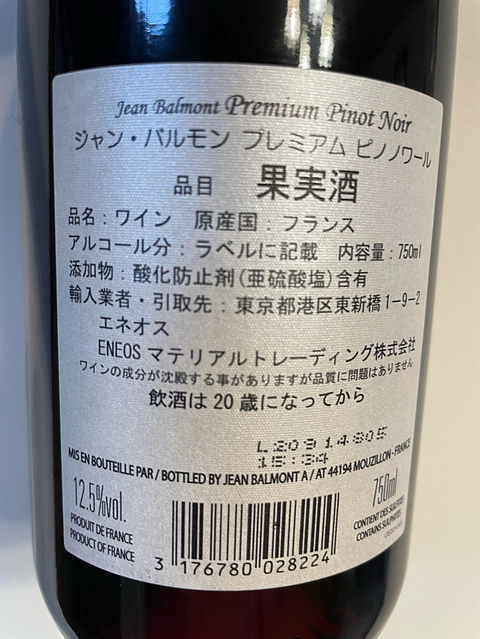 Jean Balmont Premium Pinot Noir
ジャン・バルモン プレミアム ピノノワール
品目 果実酒
品名：ワイン 原産国：フランス
アルコール分：ラベルに記載 内容量：750ml
添加物：酸化防止剤(亜硫酸塩)含有
輸入業者・引取先：東京都港区東新橋1-9-2
エネオス
ENEOS マテリアルトレーディング株式会社
ワインの成分が沈殿する事がありますが品質に問題はありません
飲酒は20歳になってから
L209 14805
15:34
MIS EN BOUTEILLE PAR / BOTTLED BY JEAN BALMONT A / AT 44194 MOUZILLON - FRANCE
12.5%vol.
750ml
PRODUIT DE FRANCE
PRODUCT OF FRANCE
CONTIENT DES SULFITES
CONTAINS SULPHITES
3 176780 028224